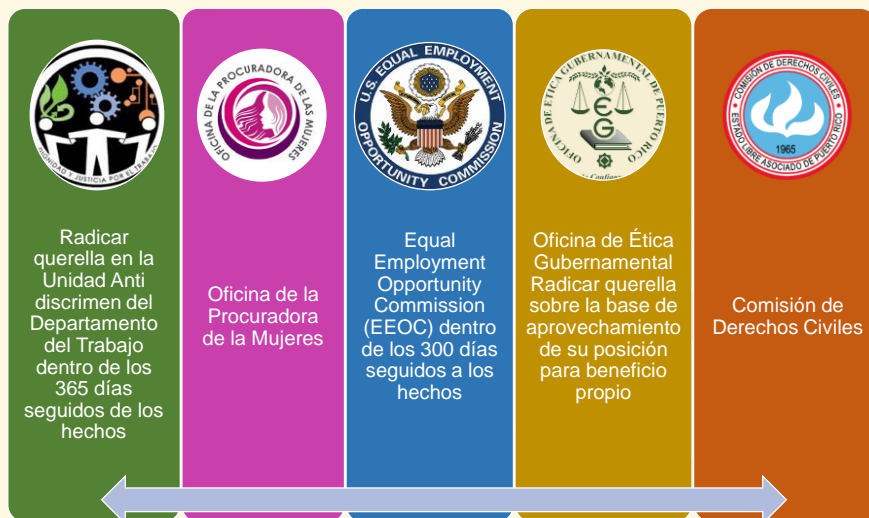 DIGNIDAD Y JUSTICIA POR EL TRABAJO
Radicar
querella en la
Unidad Anti
discrimen del
Departamento
del Trabajo
dentro de los
365 días
seguidos de los
hechos
OFICINA DE LA PROCURADORA DE LAS MUJERES
Oficina de la
Procuradora
de la Mujeres
U.S. EQUAL EMPLOYMENT
OPPORTUNITY COMMISSION
Equal
Employment
Opportunity
Commission
(EEOC) dentro
de los 300 días
seguidos a los
hechos
OFICINA DE ETICA GUBERNAMENTAL DE PUERTO RICO
EG
Confianza
Oficina de Ética
Gubernamental
Radicar querella
sobre la base de
aprovechamiento
de su posición
para beneficio
propio
COMISIÓN DE DERECHOS CIVILES
1965
ESTADO LIBRE ASOCIADO DE PUERTO RICO
Comisión de
Derechos Civiles